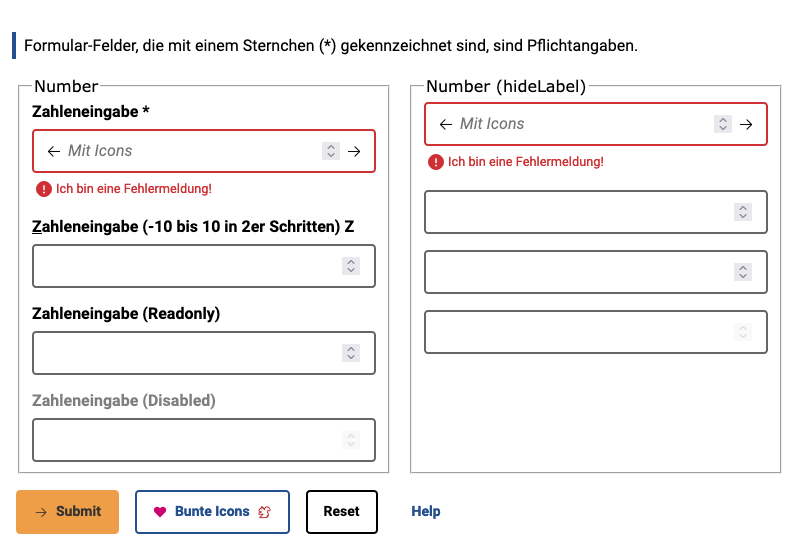 Formular-Felder, die mit einem Sternchen (*) gekennzeichnet sind, sind Pflichtangaben.
Number
Zahleneingabe *
Mit Icons
Ich bin eine Fehlermeldung!
Zahleneingabe (-10 bis 10 in 2er Schritten) Z
Zahleneingabe (Readonly)
Zahleneingabe (Disabled)
Number (hideLabel)
Mit Icons
Ich bin eine Fehlermeldung!
Submit
Bunte Icons
Reset
Help